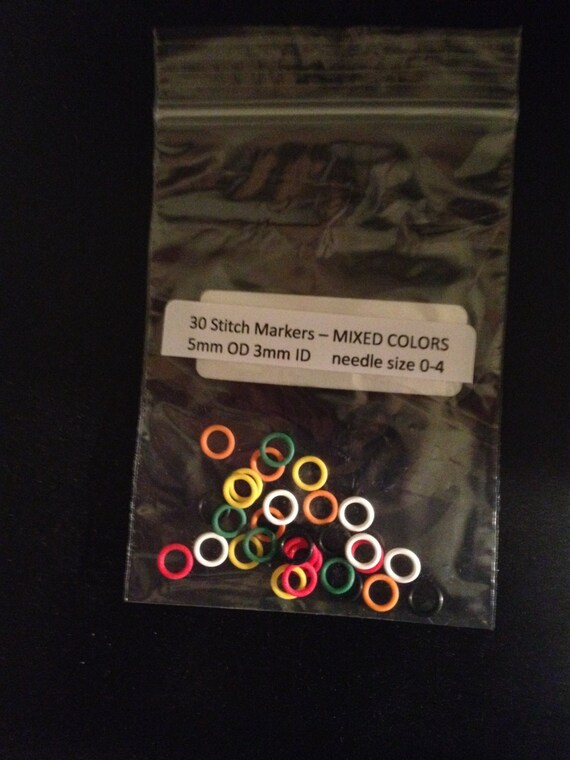 30 Stitch Markers – MIXED COLORS
5mm OD 3mm ID needle size 0-4